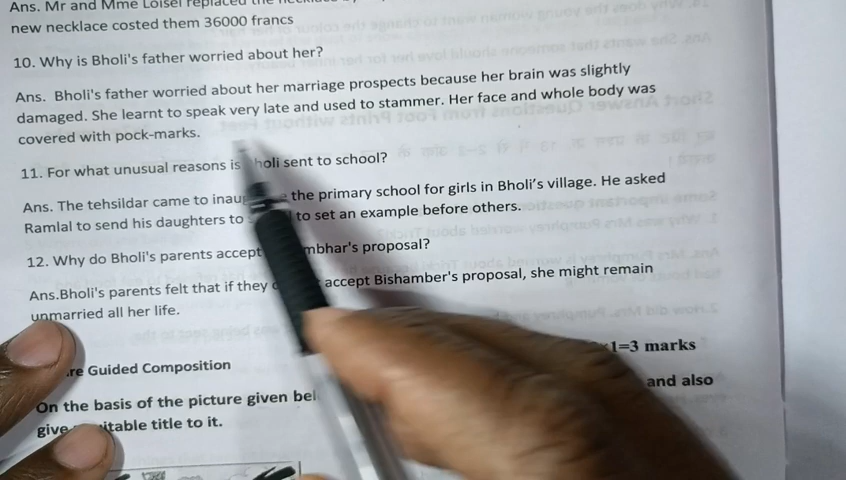 Ans. Mr and Mme Loisel replaced the
new necklace costed them 36000 francs
10. Why is Bholi's father worried about her?
Ans. Bholi's father worried about her marriage prospects because her brain was slightly
damaged. She learnt to speak very late and used to stammer. Her face and whole body was
covered with pock-marks.
11. For what unusual reasons is holi sent to school?
Ans. The tehsildar came to inau the primary school for girls in Bholi's village. He asked
Ramlal to send his daughters to to set an example before others.
12. Why do Bholi's parents accept mbhar's proposal?
Ans.Bholi's parents felt that if they accept Bishamber's proposal, she might remain
unmarried all her life.
re Guided Composition 1=3 marks
On the basis of the picture given bel and also
give itable title to it.